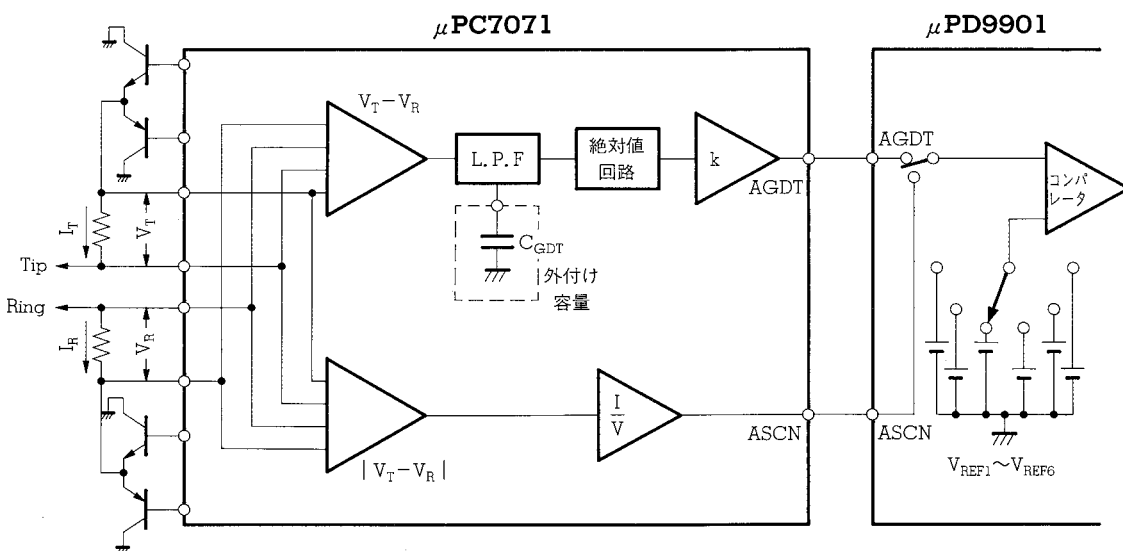 μPC7071
μPD9901
V_T−V_R
L.P.F
絶対値
回路
k
AGDT
AGDT
コンパ
レータ
I_T
V_T
C_GDT
外付け
容量
Tip
Ring
I_R
V_R
I
V
ASCN
ASCN
|V_T−V_R|
V_REF1～V_REF6